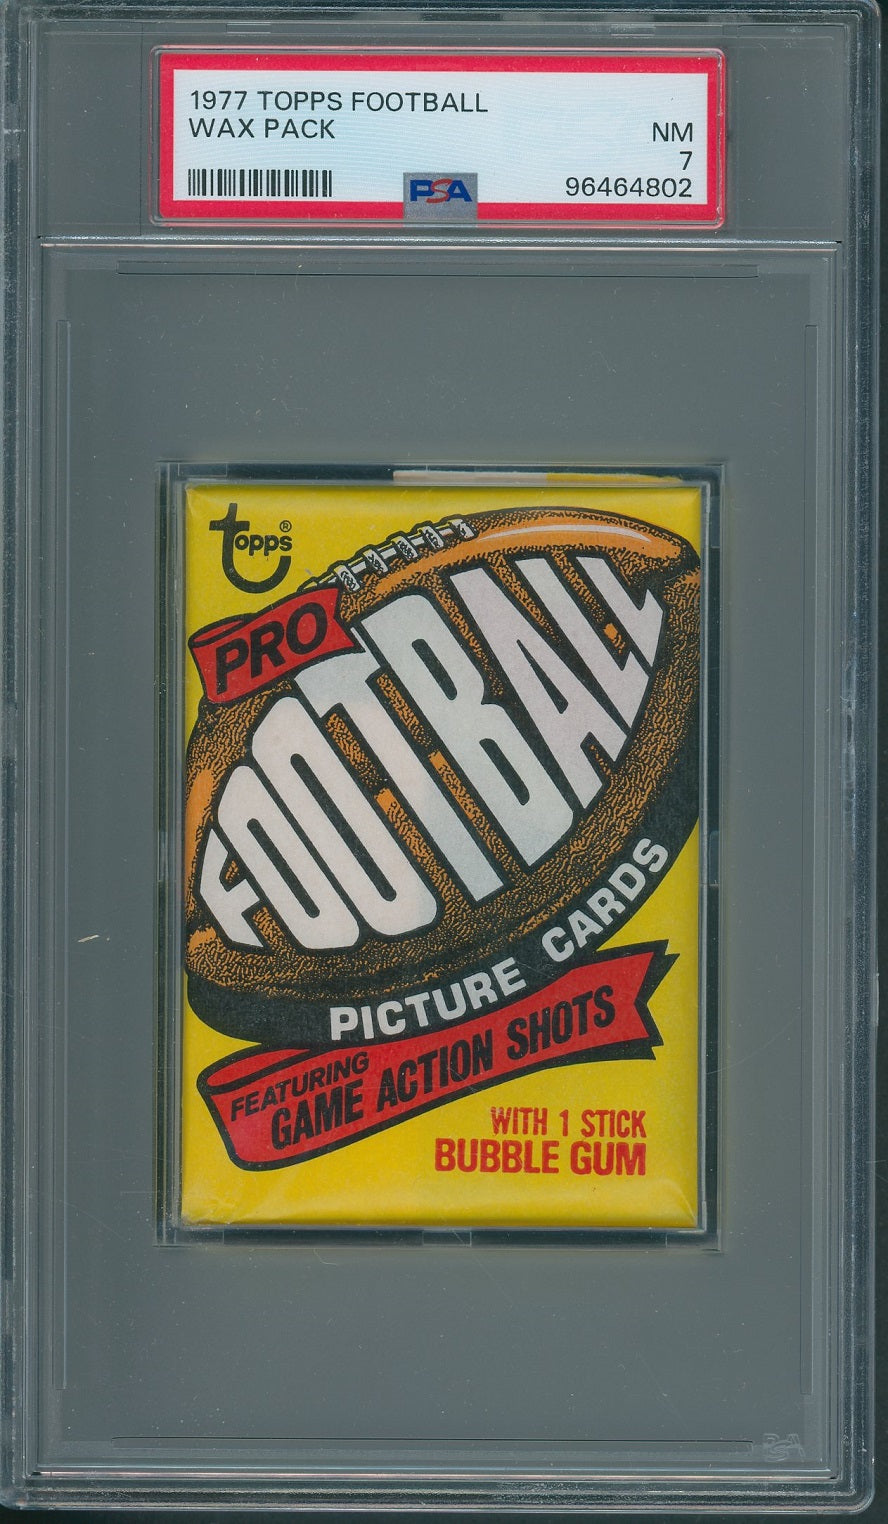 1977 TOPPS FOOTBALL
WAX PACK
NM
7
PSA
96464802
Topps®
PRO
FOOTBALL
PICTURE CARDS
FEATURING
GAME ACTION SHOTS
WITH 1 STICK
BUBBLE GUM
PSA